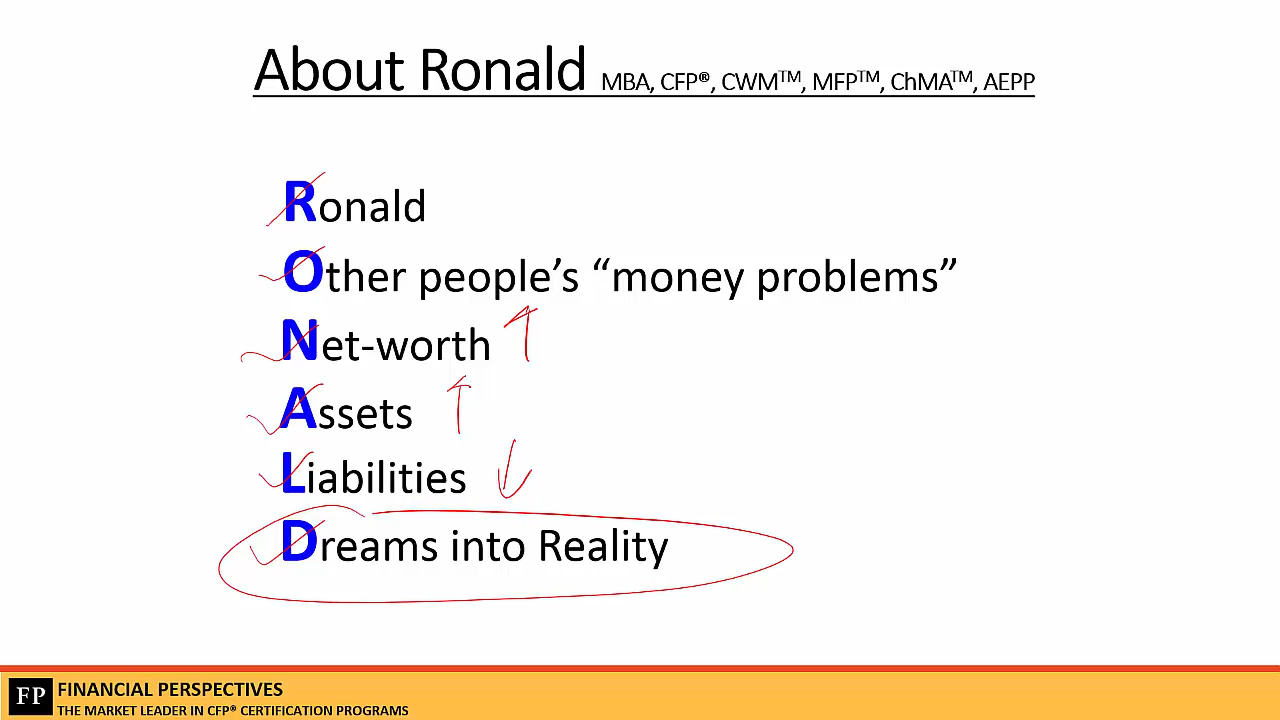 About Ronald MBA, CFP®, CWM™, MFP™, ChMA™, AEPP
Ronald
Other people's “money problems”
Net-worth
Assets
Liabilities
Dreams into Reality
FP FINANCIAL PERSPECTIVES
THE MARKET LEADER IN CFP® CERTIFICATION PROGRAMS